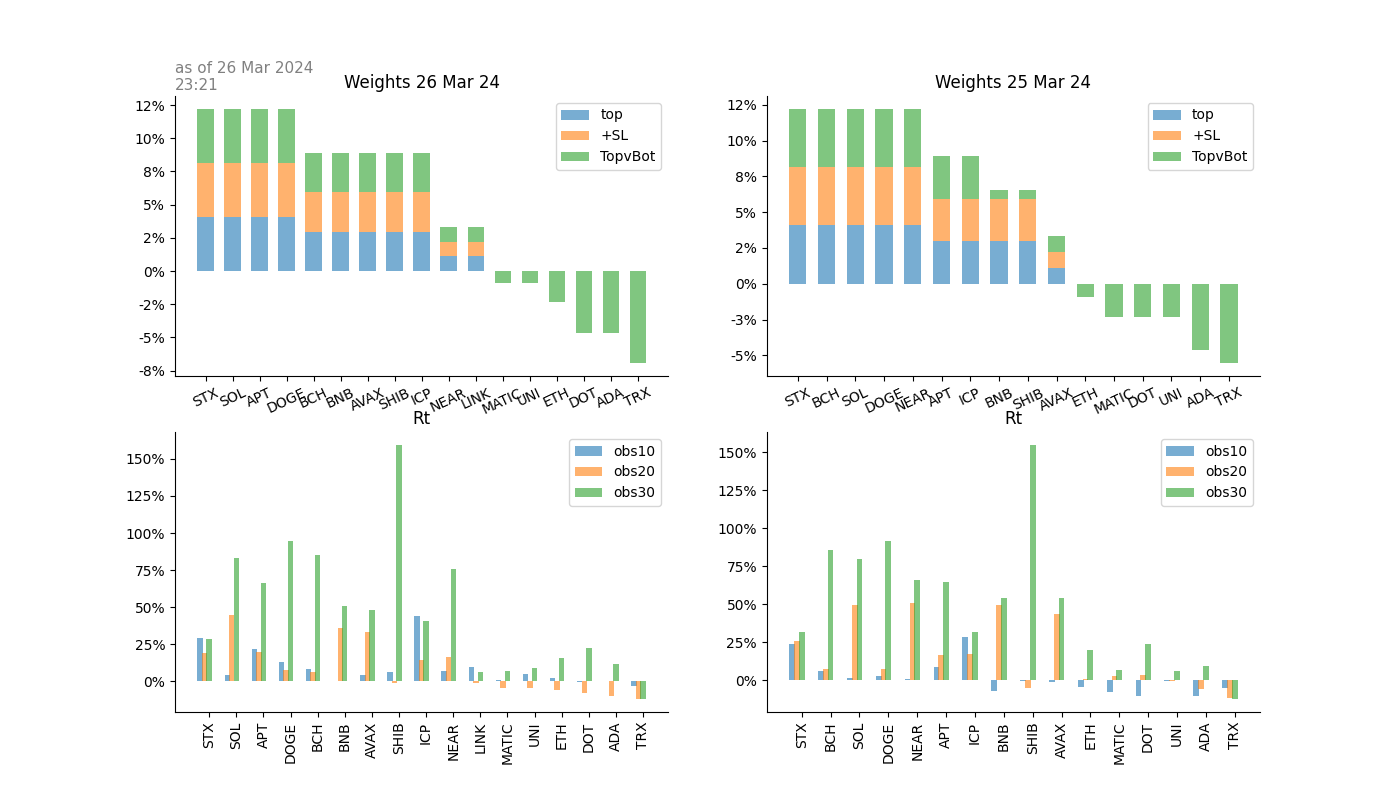 as of 26 Mar 2024
23:21
Weights 26 Mar 24
12%
10%
8%
5%
2%
0%
-2%
-5%
-8%
top
+SL
TopvBot
STX SOL APT DOGE BCH BNB AVAX SHIB ICP NEAR LINK MATIC UNI ETH DOT ADA TRX
Weights 25 Mar 24
12%
10%
8%
5%
2%
0%
-3%
-5%
top
+SL
TopvBot
STX BCH SOL DOGE NEAR APT ICP BNB SHIB AVAX ETH MATIC DOT UNI ADA TRX
Rt
150%
125%
100%
75%
50%
25%
0%
obs10
obs20
obs30
STX SOL APT DOGE BCH BNB AVAX SHIB ICP NEAR LINK MATIC UNI ETH DOT ADA TRX
Rt
150%
125%
100%
75%
50%
25%
0%
obs10
obs20
obs30
STX BCH SOL DOGE NEAR APT ICP BNB SHIB AVAX ETH MATIC DOT UNI ADA TRX